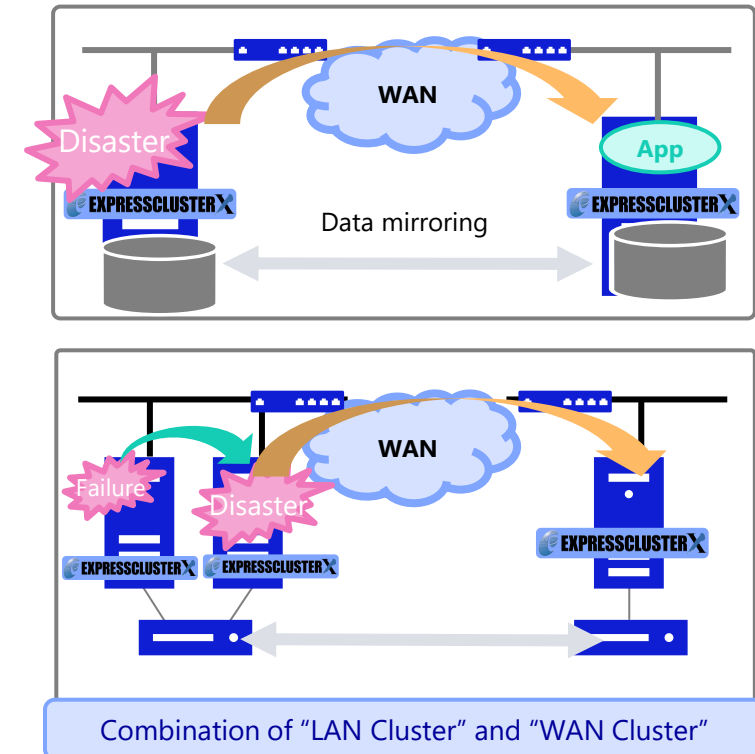 WAN
Disaster
App
EXPRESSCLUSTER X
EXPRESSCLUSTER X
Data mirroring
WAN
Failure
Disaster
EXPRESSCLUSTER X
EXPRESSCLUSTER X
EXPRESSCLUSTER X
Combination of “LAN Cluster” and “WAN Cluster”